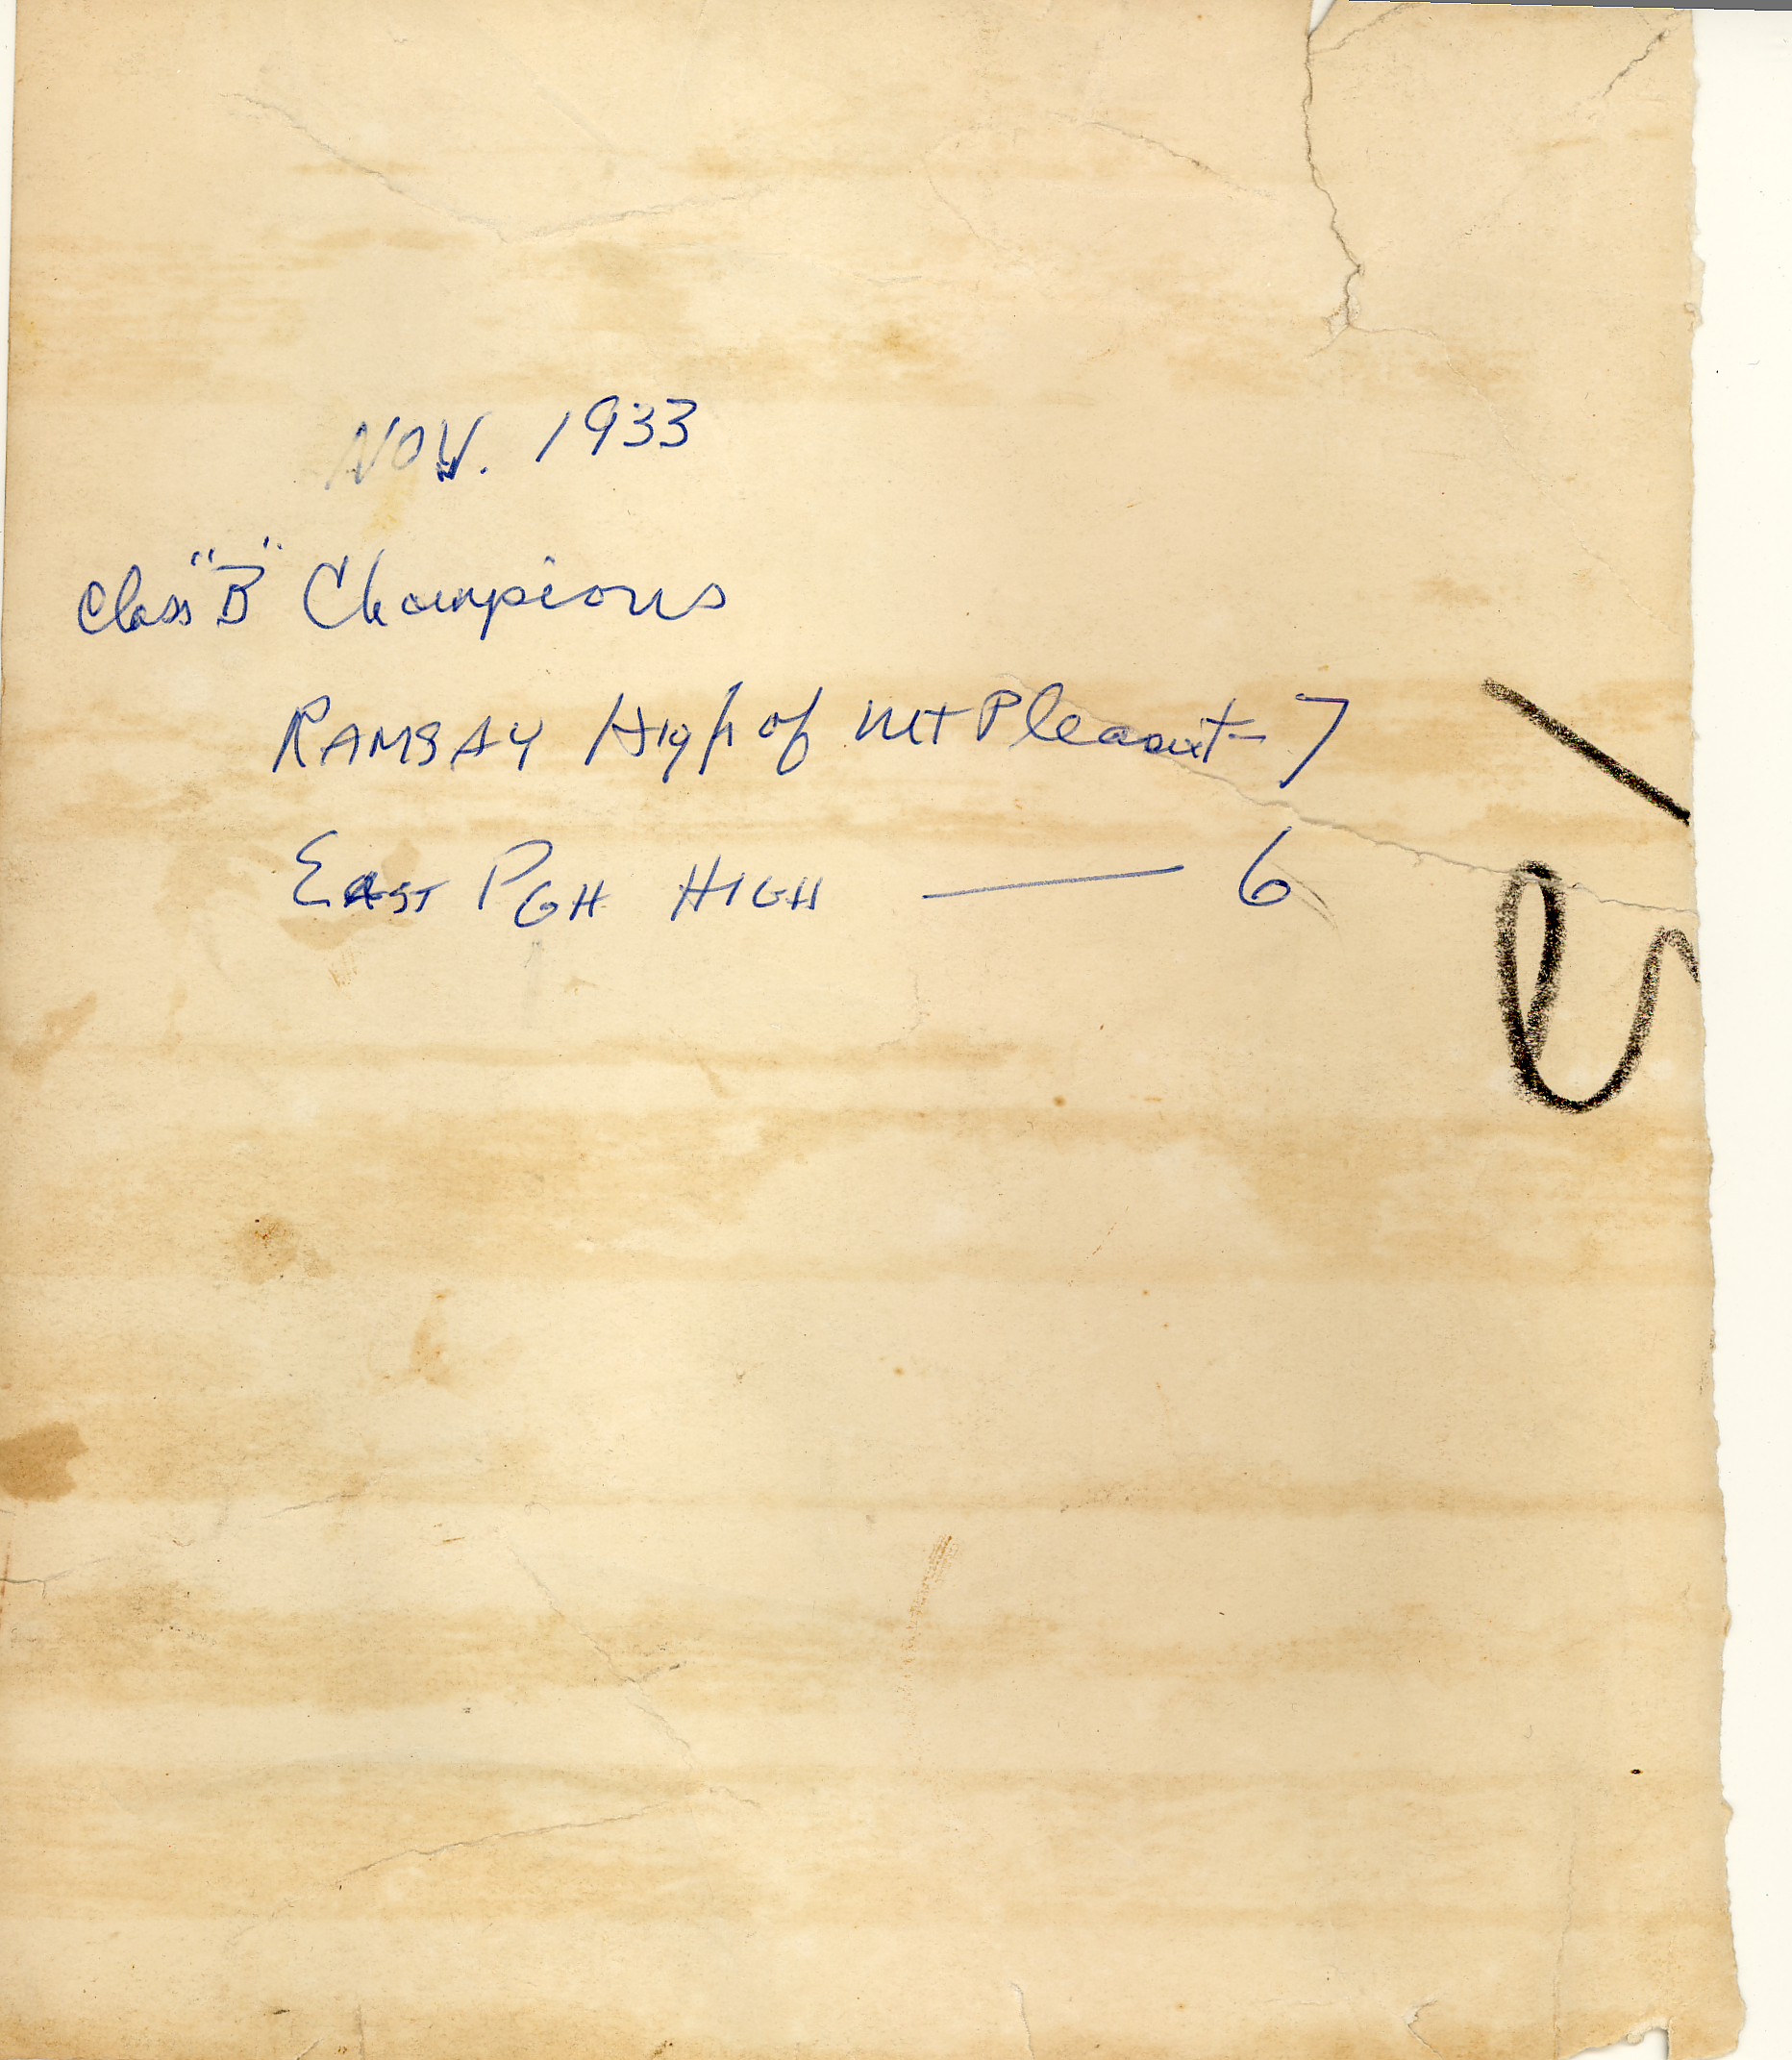 NOV. 1933
Class "B" Champions
RAMSAY High of Mt Pleasant - 7
EAST PGH HIGH — 6